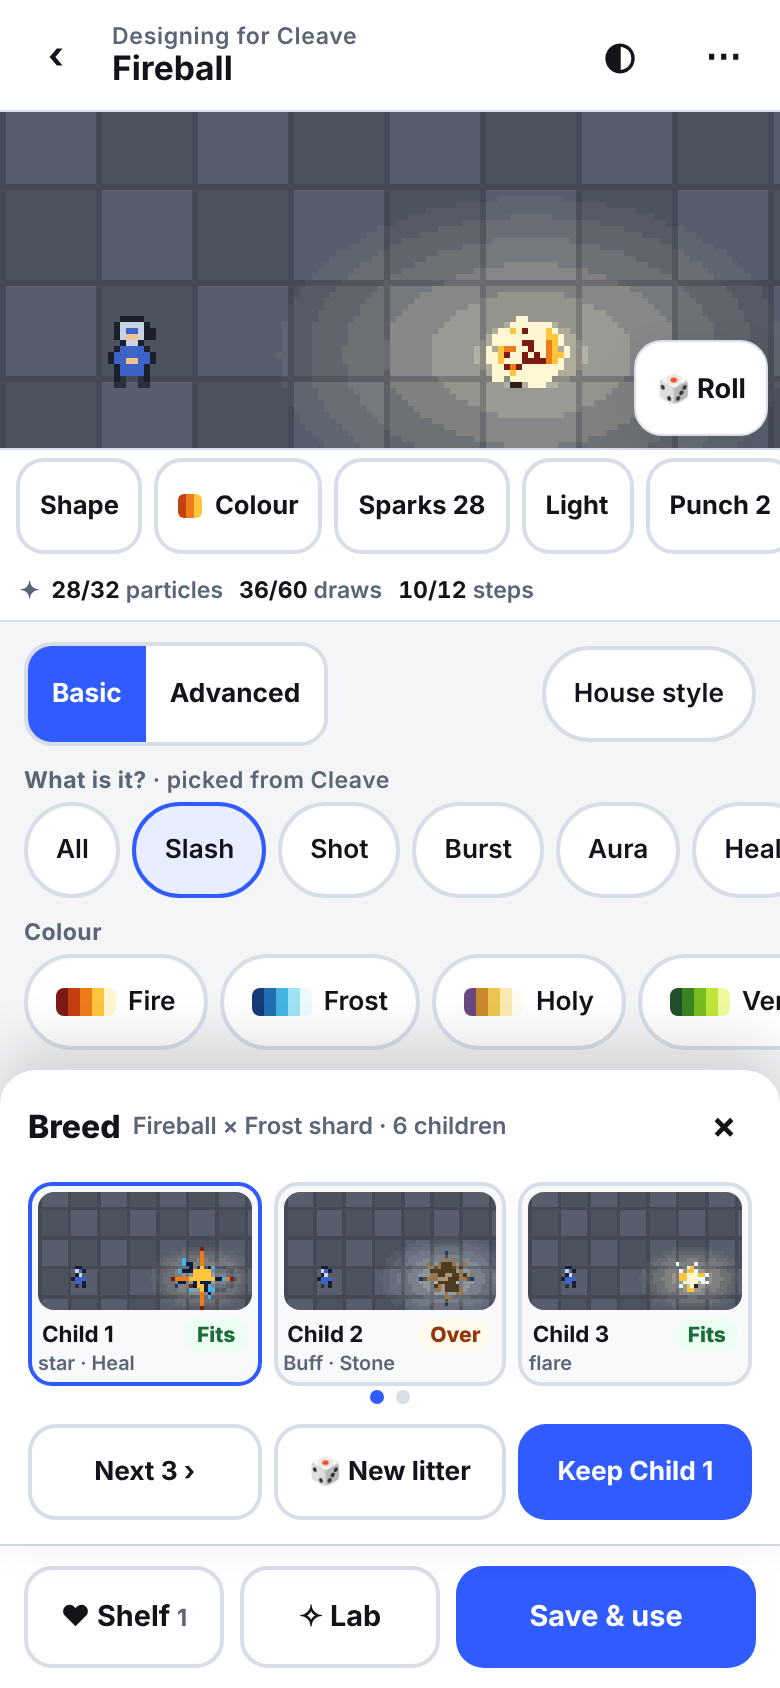 Designing for Cleave
Fireball
Roll
Shape Colour Sparks 28 Light Punch 2
28/32 particles 36/60 draws 10/12 steps
Basic Advanced House style
What is it? · picked from Cleave
All Slash Shot Burst Aura Heal
Colour
Fire Frost Holy Ver
Breed Fireball × Frost shard · 6 children
Child 1 Fits Child 2 Over Child 3 Fits
star · Heal Buff · Stone flare
Next 3 › New litter Keep Child 1
Shelf 1 Lab Save & use